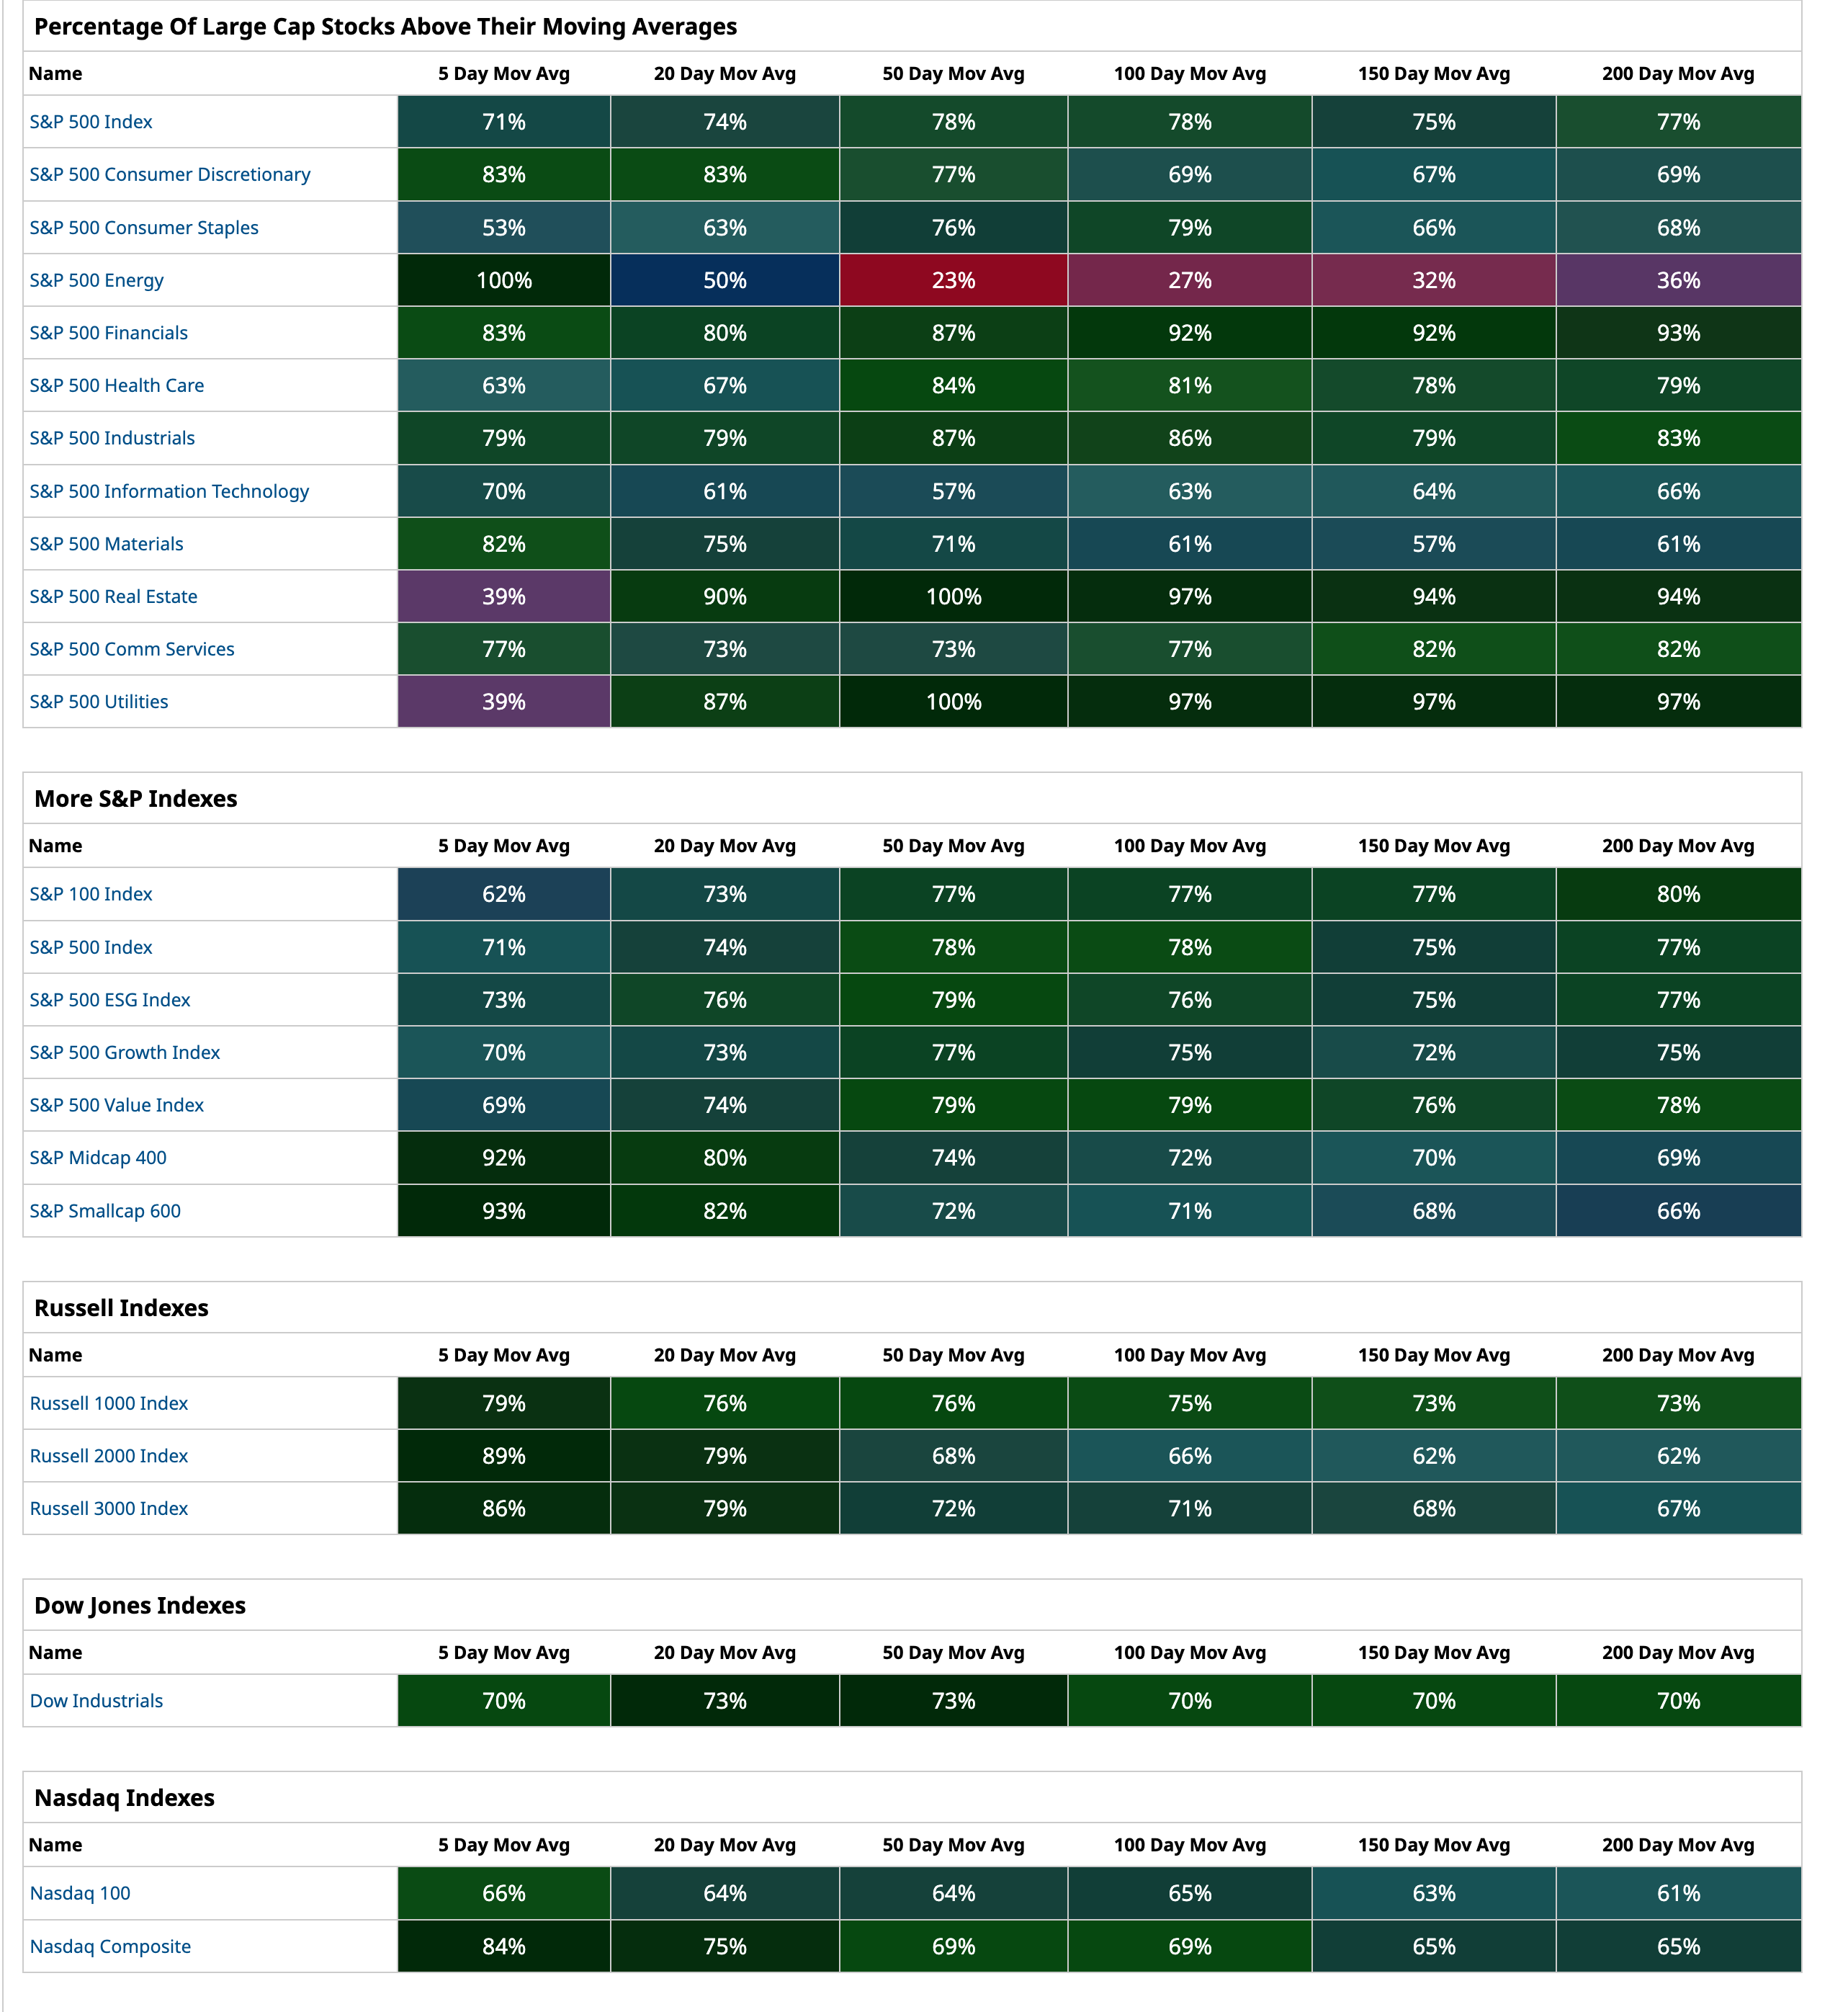 Percentage Of Large Cap Stocks Above Their Moving Averages
Name 5 Day Mov Avg 20 Day Mov Avg 50 Day Mov Avg 100 Day Mov Avg 150 Day Mov Avg 200 Day Mov Avg
S&P 500 Index 71% 74% 78% 78% 75% 77%
S&P 500 Consumer Discretionary 83% 83% 77% 69% 67% 69%
S&P 500 Consumer Staples 53% 63% 76% 79% 66% 68%
S&P 500 Energy 100% 50% 23% 27% 32% 36%
S&P 500 Financials 83% 80% 87% 92% 92% 93%
S&P 500 Health Care 63% 67% 84% 81% 78% 79%
S&P 500 Industrials 79% 79% 87% 86% 79% 83%
S&P 500 Information Technology 70% 61% 57% 63% 64% 66%
S&P 500 Materials 82% 75% 71% 61% 57% 61%
S&P 500 Real Estate 39% 90% 100% 97% 94% 94%
S&P 500 Comm Services 77% 73% 73% 77% 82% 82%
S&P 500 Utilities 39% 87% 100% 97% 97% 97%
More S&P Indexes
Name 5 Day Mov Avg 20 Day Mov Avg 50 Day Mov Avg 100 Day Mov Avg 150 Day Mov Avg 200 Day Mov Avg
S&P 100 Index 62% 73% 77% 77% 77% 80%
S&P 500 Index 71% 74% 78% 78% 75% 77%
S&P 500 ESG Index 73% 76% 79% 76% 75% 77%
S&P 500 Growth Index 70% 73% 77% 75% 72% 75%
S&P 500 Value Index 69% 74% 79% 79% 76% 78%
S&P Midcap 400 92% 80% 74% 72% 70% 69%
S&P Smallcap 600 93% 82% 72% 71% 68% 66%
Russell Indexes
Name 5 Day Mov Avg 20 Day Mov Avg 50 Day Mov Avg 100 Day Mov Avg 150 Day Mov Avg 200 Day Mov Avg
Russell 1000 Index 79% 76% 76% 75% 73% 73%
Russell 2000 Index 89% 79% 68% 66% 62% 62%
Russell 3000 Index 86% 79% 72% 71% 68% 67%
Dow Jones Indexes
Name 5 Day Mov Avg 20 Day Mov Avg 50 Day Mov Avg 100 Day Mov Avg 150 Day Mov Avg 200 Day Mov Avg
Dow Industrials 70% 73% 73% 70% 70% 70%
Nasdaq Indexes
Name 5 Day Mov Avg 20 Day Mov Avg 50 Day Mov Avg 100 Day Mov Avg 150 Day Mov Avg 200 Day Mov Avg
Nasdaq 100 66% 64% 64% 65% 63% 61%
Nasdaq Composite 84% 75% 69% 69% 65% 65%